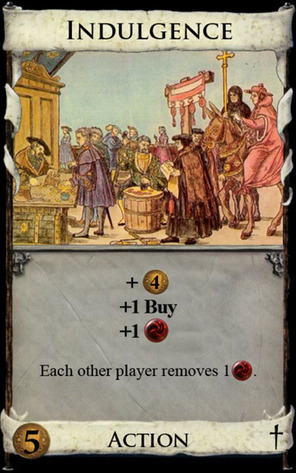 INDULGENCE
+ 4
+1 Buy
+1
Each other player removes 1 .
5 ACTION †